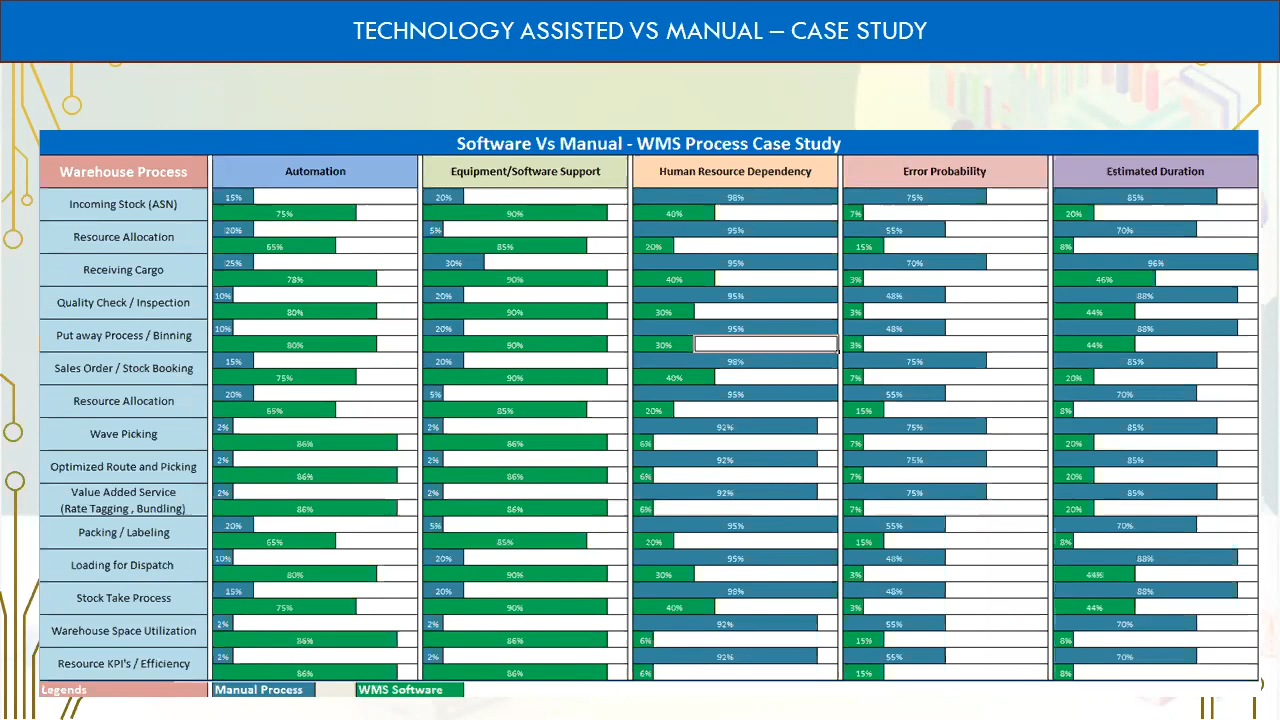 TECHNOLOGY ASSISTED VS MANUAL – CASE STUDY
Software Vs Manual - WMS Process Case Study
Warehouse Process Automation Equipment/Software Support Human Resource Dependency Error Probability Estimated Duration
15% 20% 98% 75% 85%
Incoming Stock (ASN)
75% 90% 40% 7% 20%
20% 5% 95% 55% 70%
Resource Allocation
65% 85% 20% 15% 8%
25% 30% 95% 70% 96%
Receiving Cargo
78% 90% 40% 3% 46%
10% 20% 95% 48% 88%
Quality Check / Inspection
80% 90% 30% 3% 44%
10% 20% 95% 48% 88%
Put away Process / Binning
80% 90% 30% 3% 44%
15% 20% 98% 75% 85%
Sales Order / Stock Booking
75% 90% 40% 7% 20%
20% 5% 95% 55% 70%
Resource Allocation
65% 85% 20% 15% 8%
2% 2% 92% 75% 85%
Wave Picking
86% 86% 6% 7% 20%
2% 2% 92% 75% 85%
Optimized Route and Picking
86% 86% 6% 7% 20%
2% 2% 92% 75% 85%
Value Added Service
(Rate Tagging , Bundling)
86% 86% 6% 7% 20%
20% 5% 95% 55% 70%
Packing / Labeling
65% 85% 20% 15% 8%
10% 20% 95% 48% 88%
Loading for Dispatch
80% 90% 30% 3% 44%
15% 20% 98% 48% 88%
Stock Take Process
75% 90% 40% 3% 44%
2% 2% 92% 55% 70%
Warehouse Space Utilization
86% 86% 6% 15% 8%
2% 2% 92% 55% 70%
Resource KPI's / Efficiency
86% 86% 6% 15% 8%
Legends Manual Process WMS Software